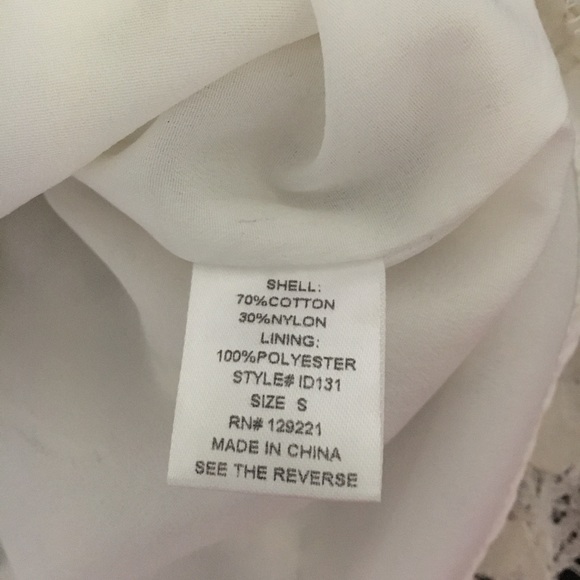 SHELL:
70%COTTON
30%NYLON
LINING:
100%POLYESTER
STYLE# ID131
SIZE S
RN# 129221
MADE IN CHINA
SEE THE REVERSE